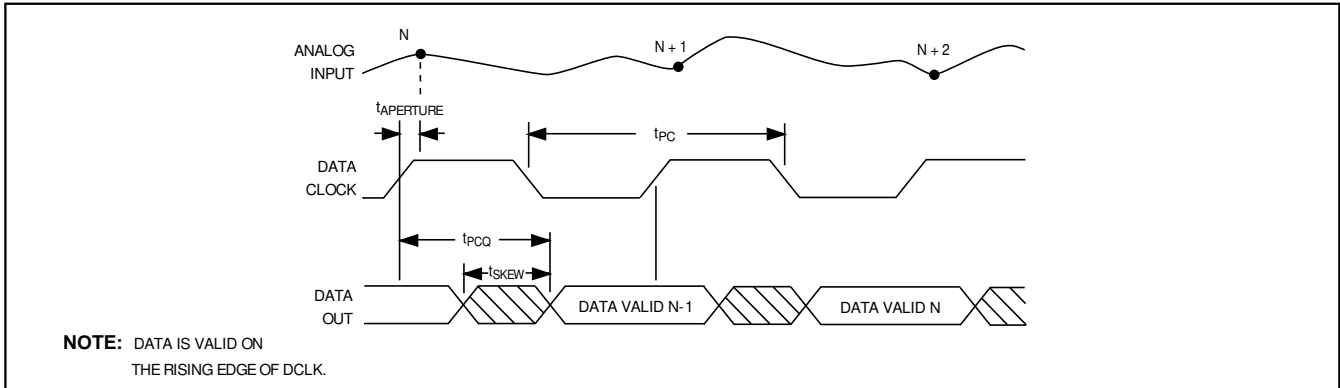 N
N + 1
N + 2
ANALOG
INPUT
tAPERTURE
tPC
DATA
CLOCK
tPCQ
tSKEW
DATA
OUT
DATA VALID N-1
DATA VALID N
NOTE: DATA IS VALID ON
THE RISING EDGE OF DCLK.